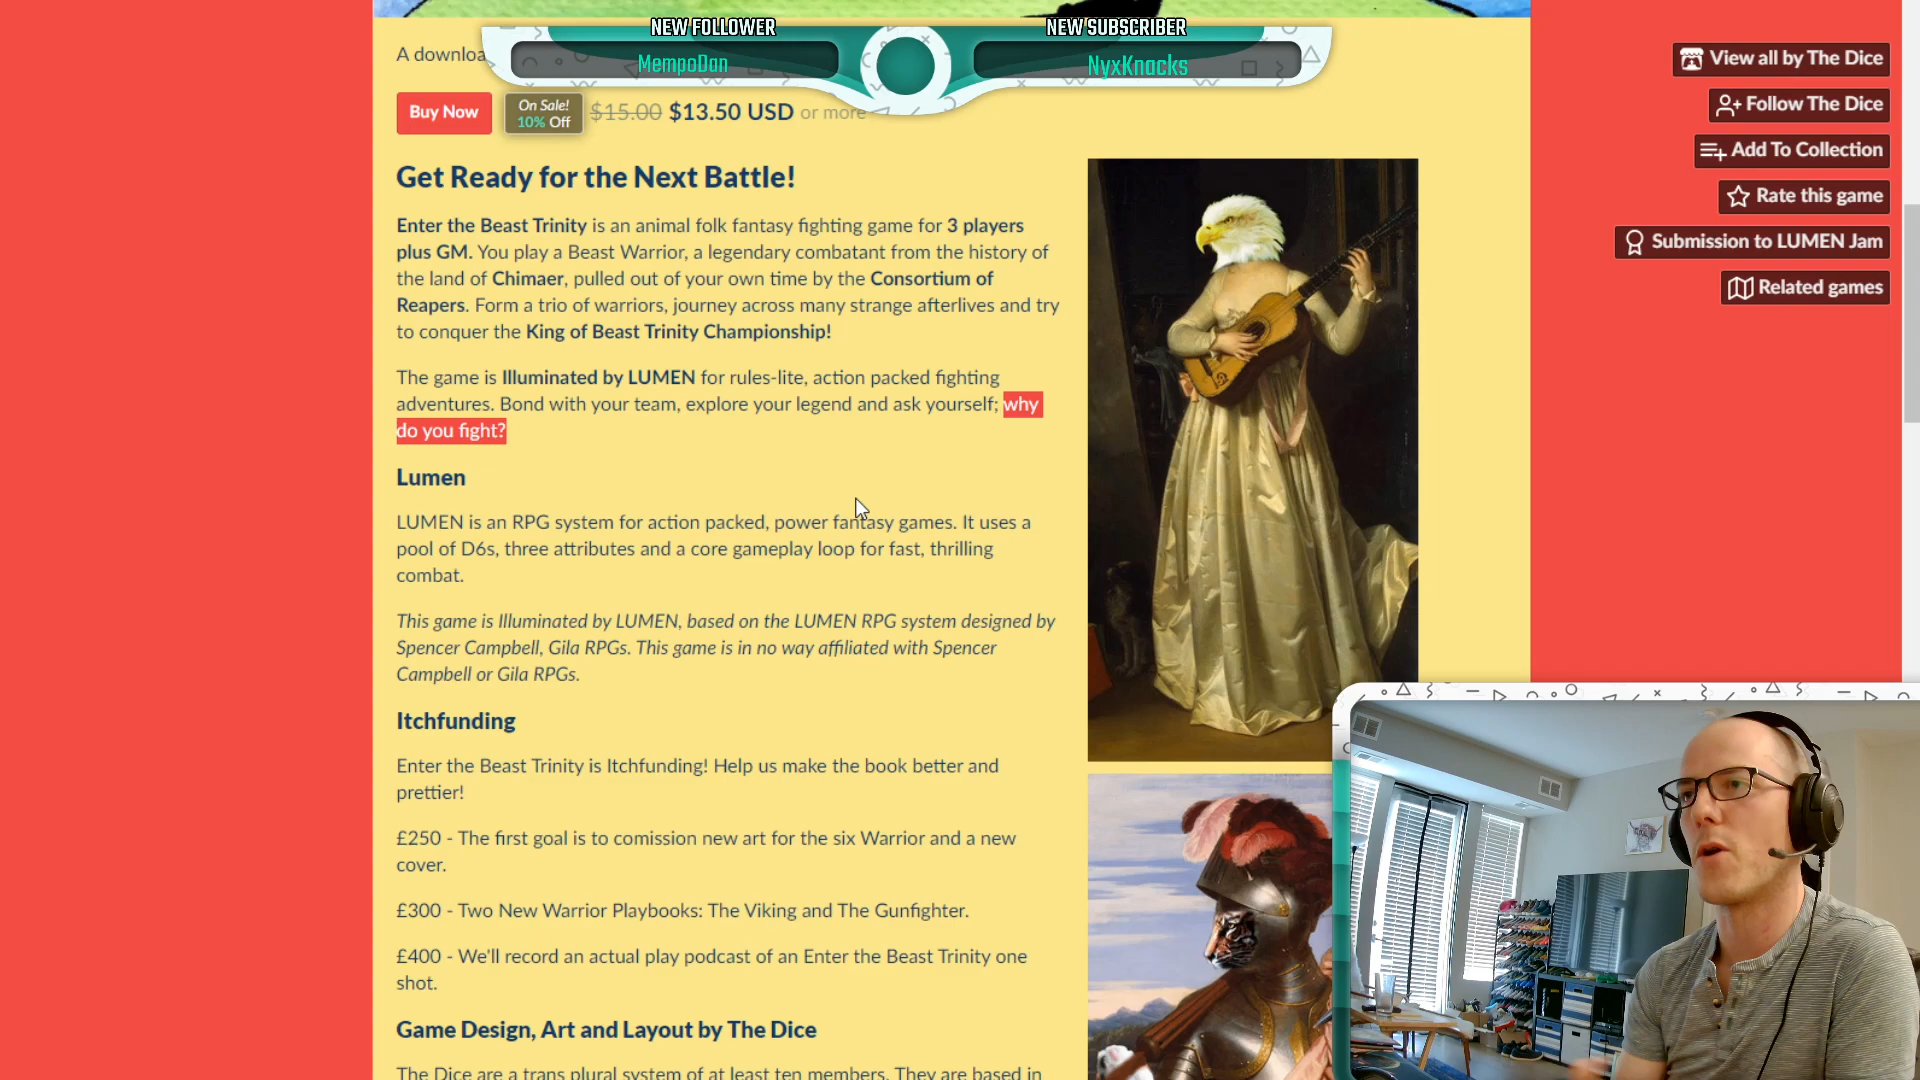 NEW FOLLOWER
NEW SUBSCRIBER
MempoDan
NyxKnacks
A downloa
Buy Now
On Sale!
10% Off
$15.00 $13.50 USD or more
View all by The Dice
Follow The Dice
Add To Collection
Rate this game
Submission to LUMEN Jam
Related games
Get Ready for the Next Battle!
Enter the Beast Trinity is an animal folk fantasy fighting game for 3 players
plus GM. You play a Beast Warrior, a legendary combatant from the history of
the land of Chimaer, pulled out of your own time by the Consortium of
Reapers. Form a trio of warriors, journey across many strange afterlives and try
to conquer the King of Beast Trinity Championship!
The game is Illuminated by LUMEN for rules-lite, action packed fighting
adventures. Bond with your team, explore your legend and ask yourself; why
do you fight?
Lumen
LUMEN is an RPG system for action packed, power fantasy games. It uses a
pool of D6s, three attributes and a core gameplay loop for fast, thrilling
combat.
This game is Illuminated by LUMEN, based on the LUMEN RPG system designed by
Spencer Campbell, Gila RPGs. This game is in no way affiliated with Spencer
Campbell or Gila RPGs.
Itchfunding
Enter the Beast Trinity is Itchfunding! Help us make the book better and
prettier!
£250 - The first goal is to comission new art for the six Warrior and a new
cover.
£300 - Two New Warrior Playbooks: The Viking and The Gunfighter.
£400 - We'll record an actual play podcast of an Enter the Beast Trinity one
shot.
Game Design, Art and Layout by The Dice
The Dice are a trans plural system of at least ten members. They are based in